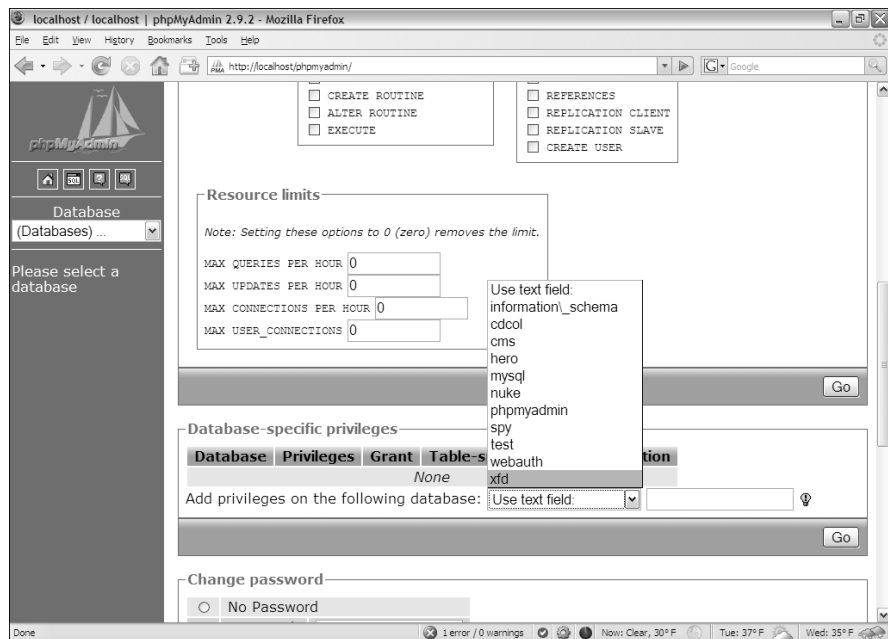 localhost / localhost | phpMyAdmin 2.9.2 - Mozilla Firefox
File Edit View History Bookmarks Tools Help
http://localhost/phpmyadmin/
Google
phpMyAdmin
Database
(Databases) ...
Please select a
database
CREATE ROUTINE
ALTER ROUTINE
EXECUTE
REFERENCES
REPLICATION CLIENT
REPLICATION SLAVE
CREATE USER
Resource limits
Note: Setting these options to 0 (zero) removes the limit.
MAX QUERIES PER HOUR 0
MAX UPDATES PER HOUR 0
MAX CONNECTIONS PER HOUR 0
MAX USER_CONNECTIONS 0
Use text field:
information\_schema
cdcol
cms
hero
mysql
nuke
phpmyadmin
spy
test
webauth
xfd
Go
Database-specific privileges
Database Privileges Grant Table-s tion
None
Add privileges on the following database: Use text field:
Go
Change password
No Password
Done 1 error / 0 warnings Now: Clear, 30° F Tue: 37° F Wed: 35° F